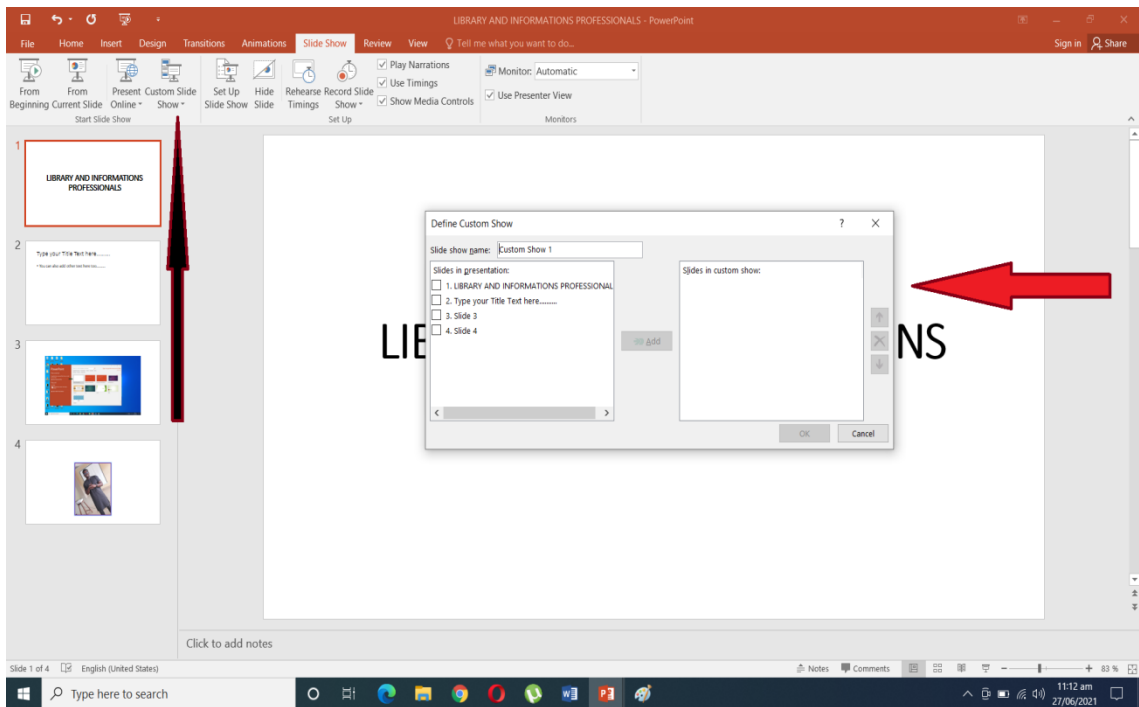 LIBRARY AND INFORMATIONS PROFESSIONALS - PowerPoint
File Home Insert Design Transitions Animations Slide Show Review View Tell me what you want to do... Sign in Share
From Beginning
From Current Slide
Present Online
Custom Slide Show
Start Slide Show
Set Up Slide Show
Hide Slide
Rehearse Timings
Record Slide Show
Play Narrations
Use Timings
Show Media Controls
Set Up
Monitor: Automatic
Use Presenter View
Monitors
1
LIBRARY AND INFORMATIONS
PROFESSIONALS
2
Type your Title Text here.........
3
4
LIE
NS
Define Custom Show ?
Slide show name: Custom Show 1
Slides in presentation:
1. LIBRARY AND INFORMATIONS PROFESSIONAL
2. Type your Title Text here.........
3. Slide 3
4. Slide 4
Add
Slides in custom show:
OK Cancel
Click to add notes
Slide 1 of 4 English (United States) Notes Comments 83 %
Type here to search
11:12 am
27/06/2021